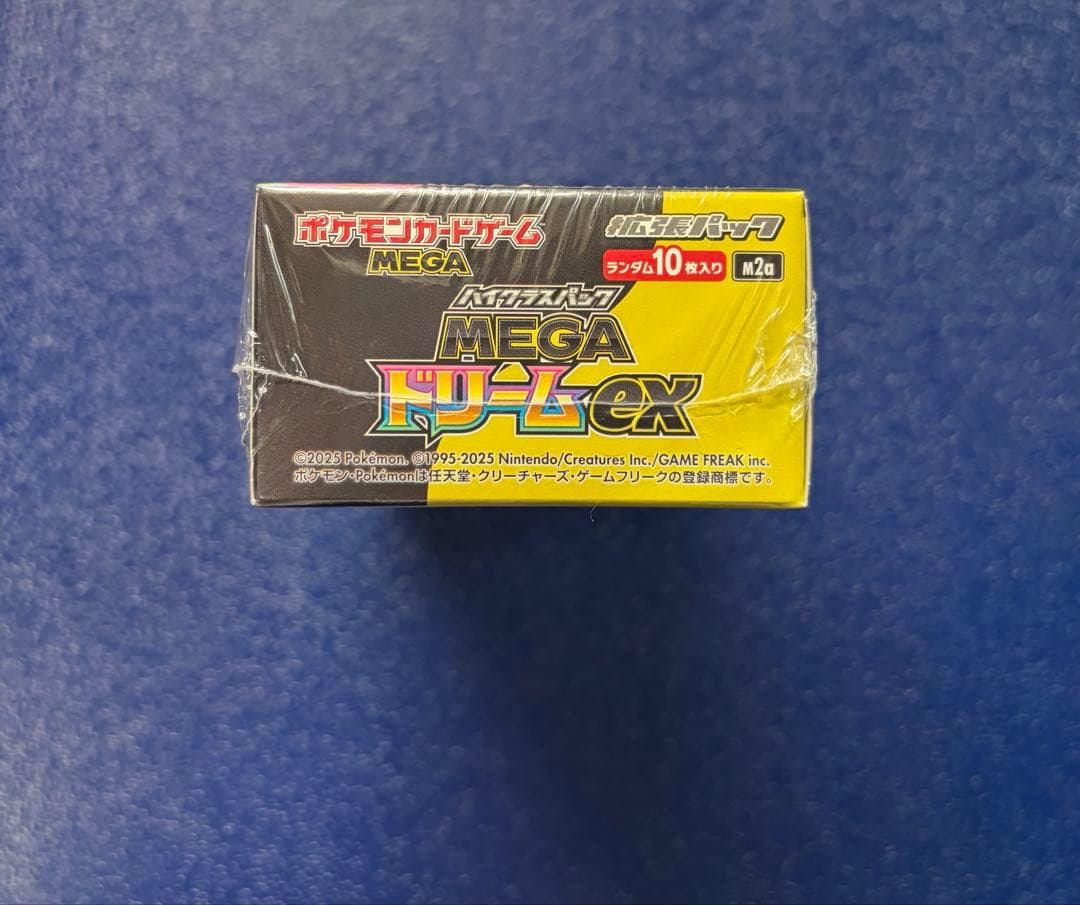 ポケモンカードゲーム
MEGA
拡張パック
ランダム10枚入り M2a
ハイクラスパック
MEGA
ドリームex
©2025 Pokémon. ©1995-2025 Nintendo/Creatures Inc./GAME FREAK inc.
ポケモン・Pokémonは任天堂・クリーチャーズ・ゲームフリークの登録商標です。